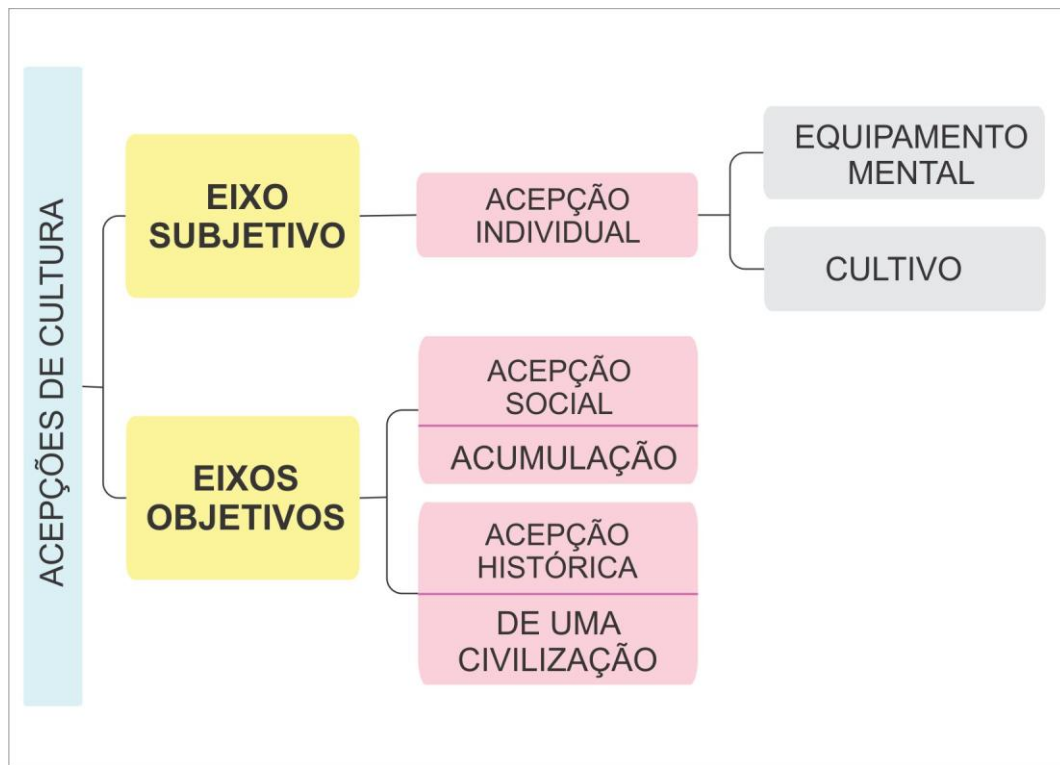 ACEPÇÕES DE CULTURA
EIXO
SUBJETIVO
ACEPÇÃO
INDIVIDUAL
EQUIPAMENTO
MENTAL
CULTIVO
EIXOS
OBJETIVOS
ACEPÇÃO
SOCIAL
ACUMULAÇÃO
ACEPÇÃO
HISTÓRICA
DE UMA
CIVILIZAÇÃO